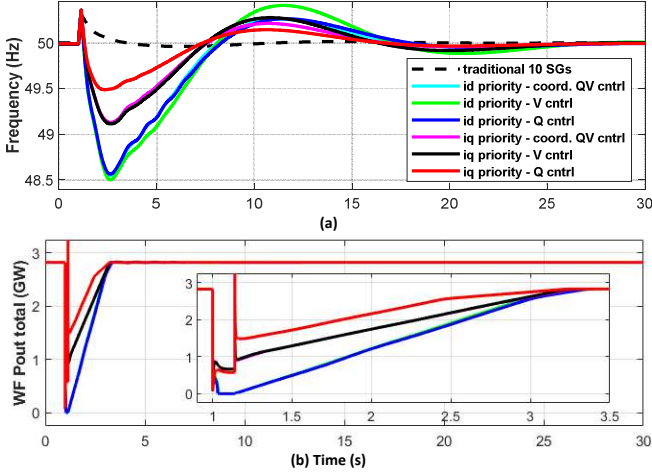 Frequency (Hz)
50
49.5
49
48.5
traditional 10 SGs
id priority - coord. QV cntrl
id priority - V cntrl
id priority - Q cntrl
iq priority - coord. QV cntrl
iq priority - V cntrl
iq priority - Q cntrl
0 5 10 15 20 25 30
(a)
WF Pout total (GW)
3
2
1
0
3
2
1
0
1 1.5 2 2.5 3 3.5
0 5 10 15 20 25 30
(b) Time (s)